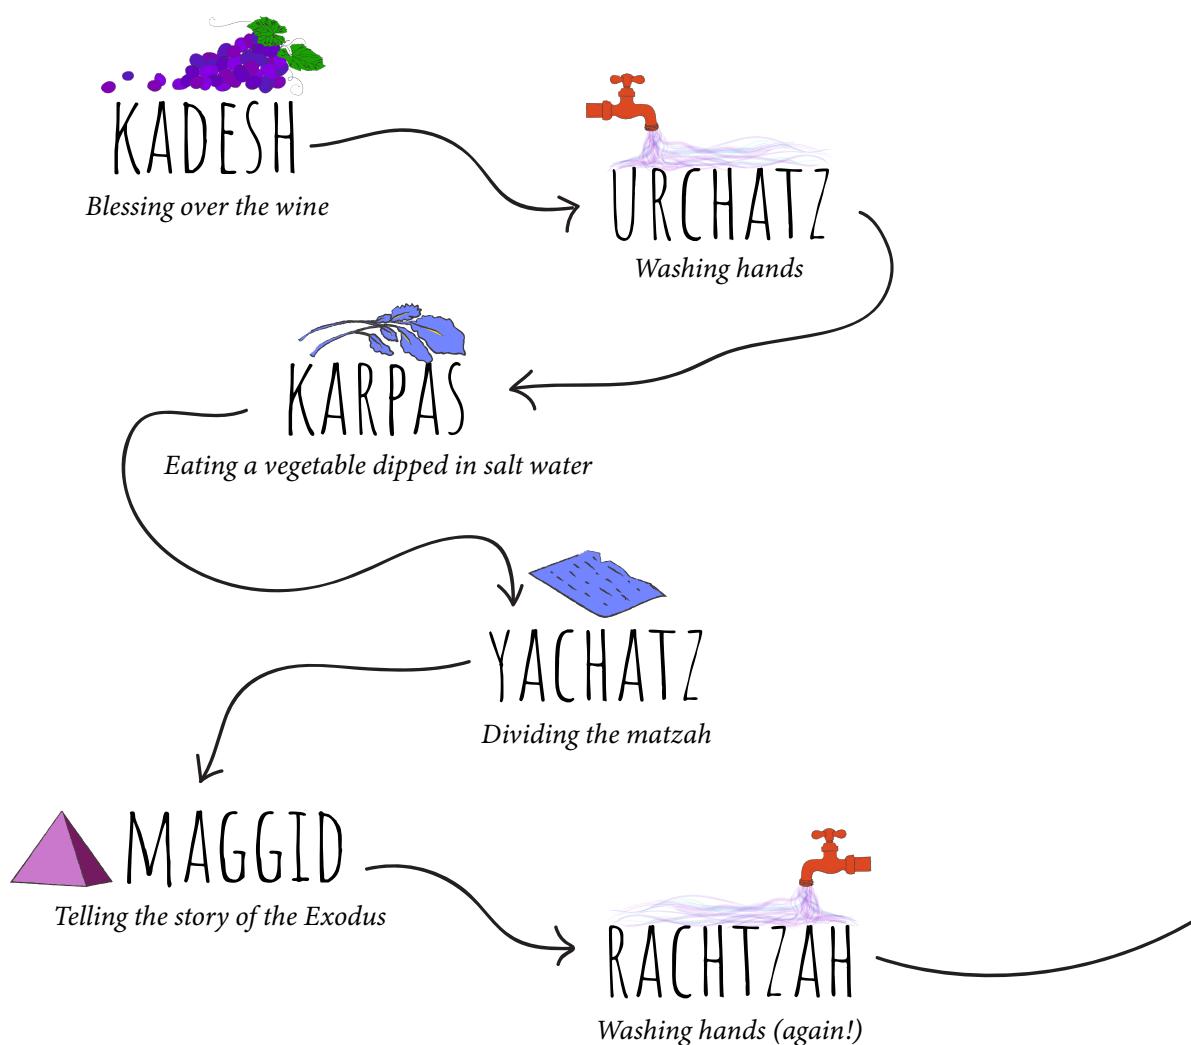 KADESH
Blessing over the wine
URCHATZ
Washing hands
KARPAS
Eating a vegetable dipped in salt water
YACHATZ
Dividing the matzah
MAGGID
Telling the story of the Exodus
RACHTZAH
Washing hands (again!)